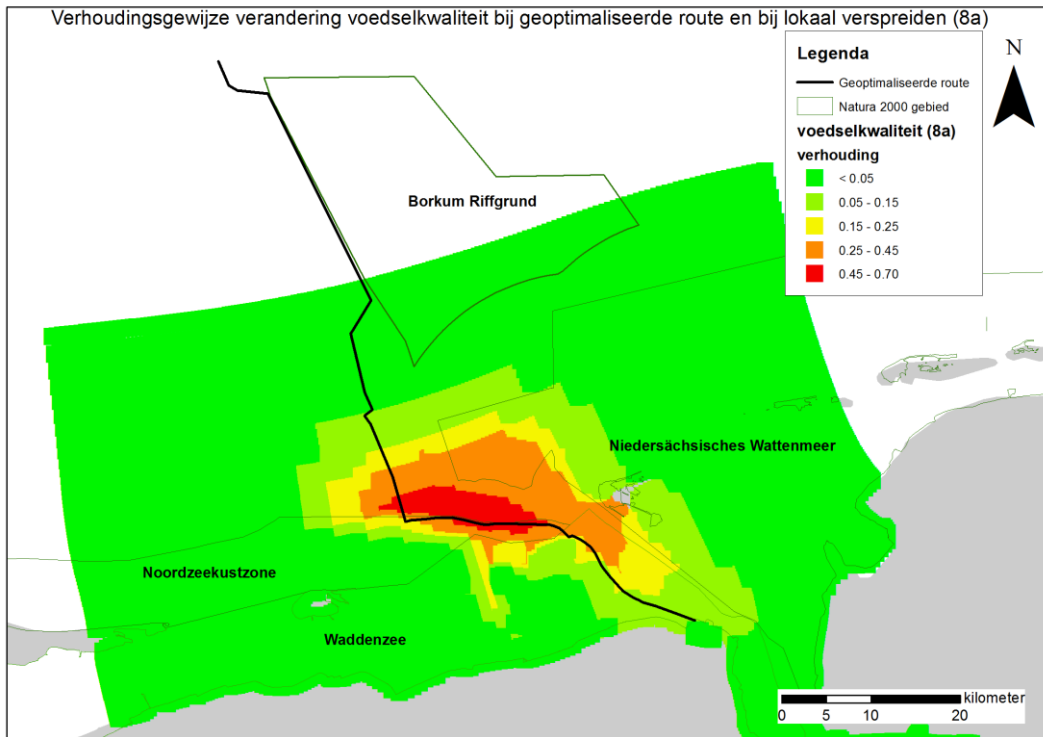 Verhoudingsgewijze verandering voedselkwaliteit bij geoptimaliseerde route en bij lokaal verspreiden (8a)
Legenda
Geoptimaliseerde route
Natura 2000 gebied
voedselkwaliteit (8a)
verhouding
< 0.05
0.05 - 0.15
0.15 - 0.25
0.25 - 0.45
0.45 - 0.70
N
Borkum Riffgrund
Niedersächsisches Wattenmeer
Noordzeekustzone
Waddenzee
kilometer
0 5 10 20